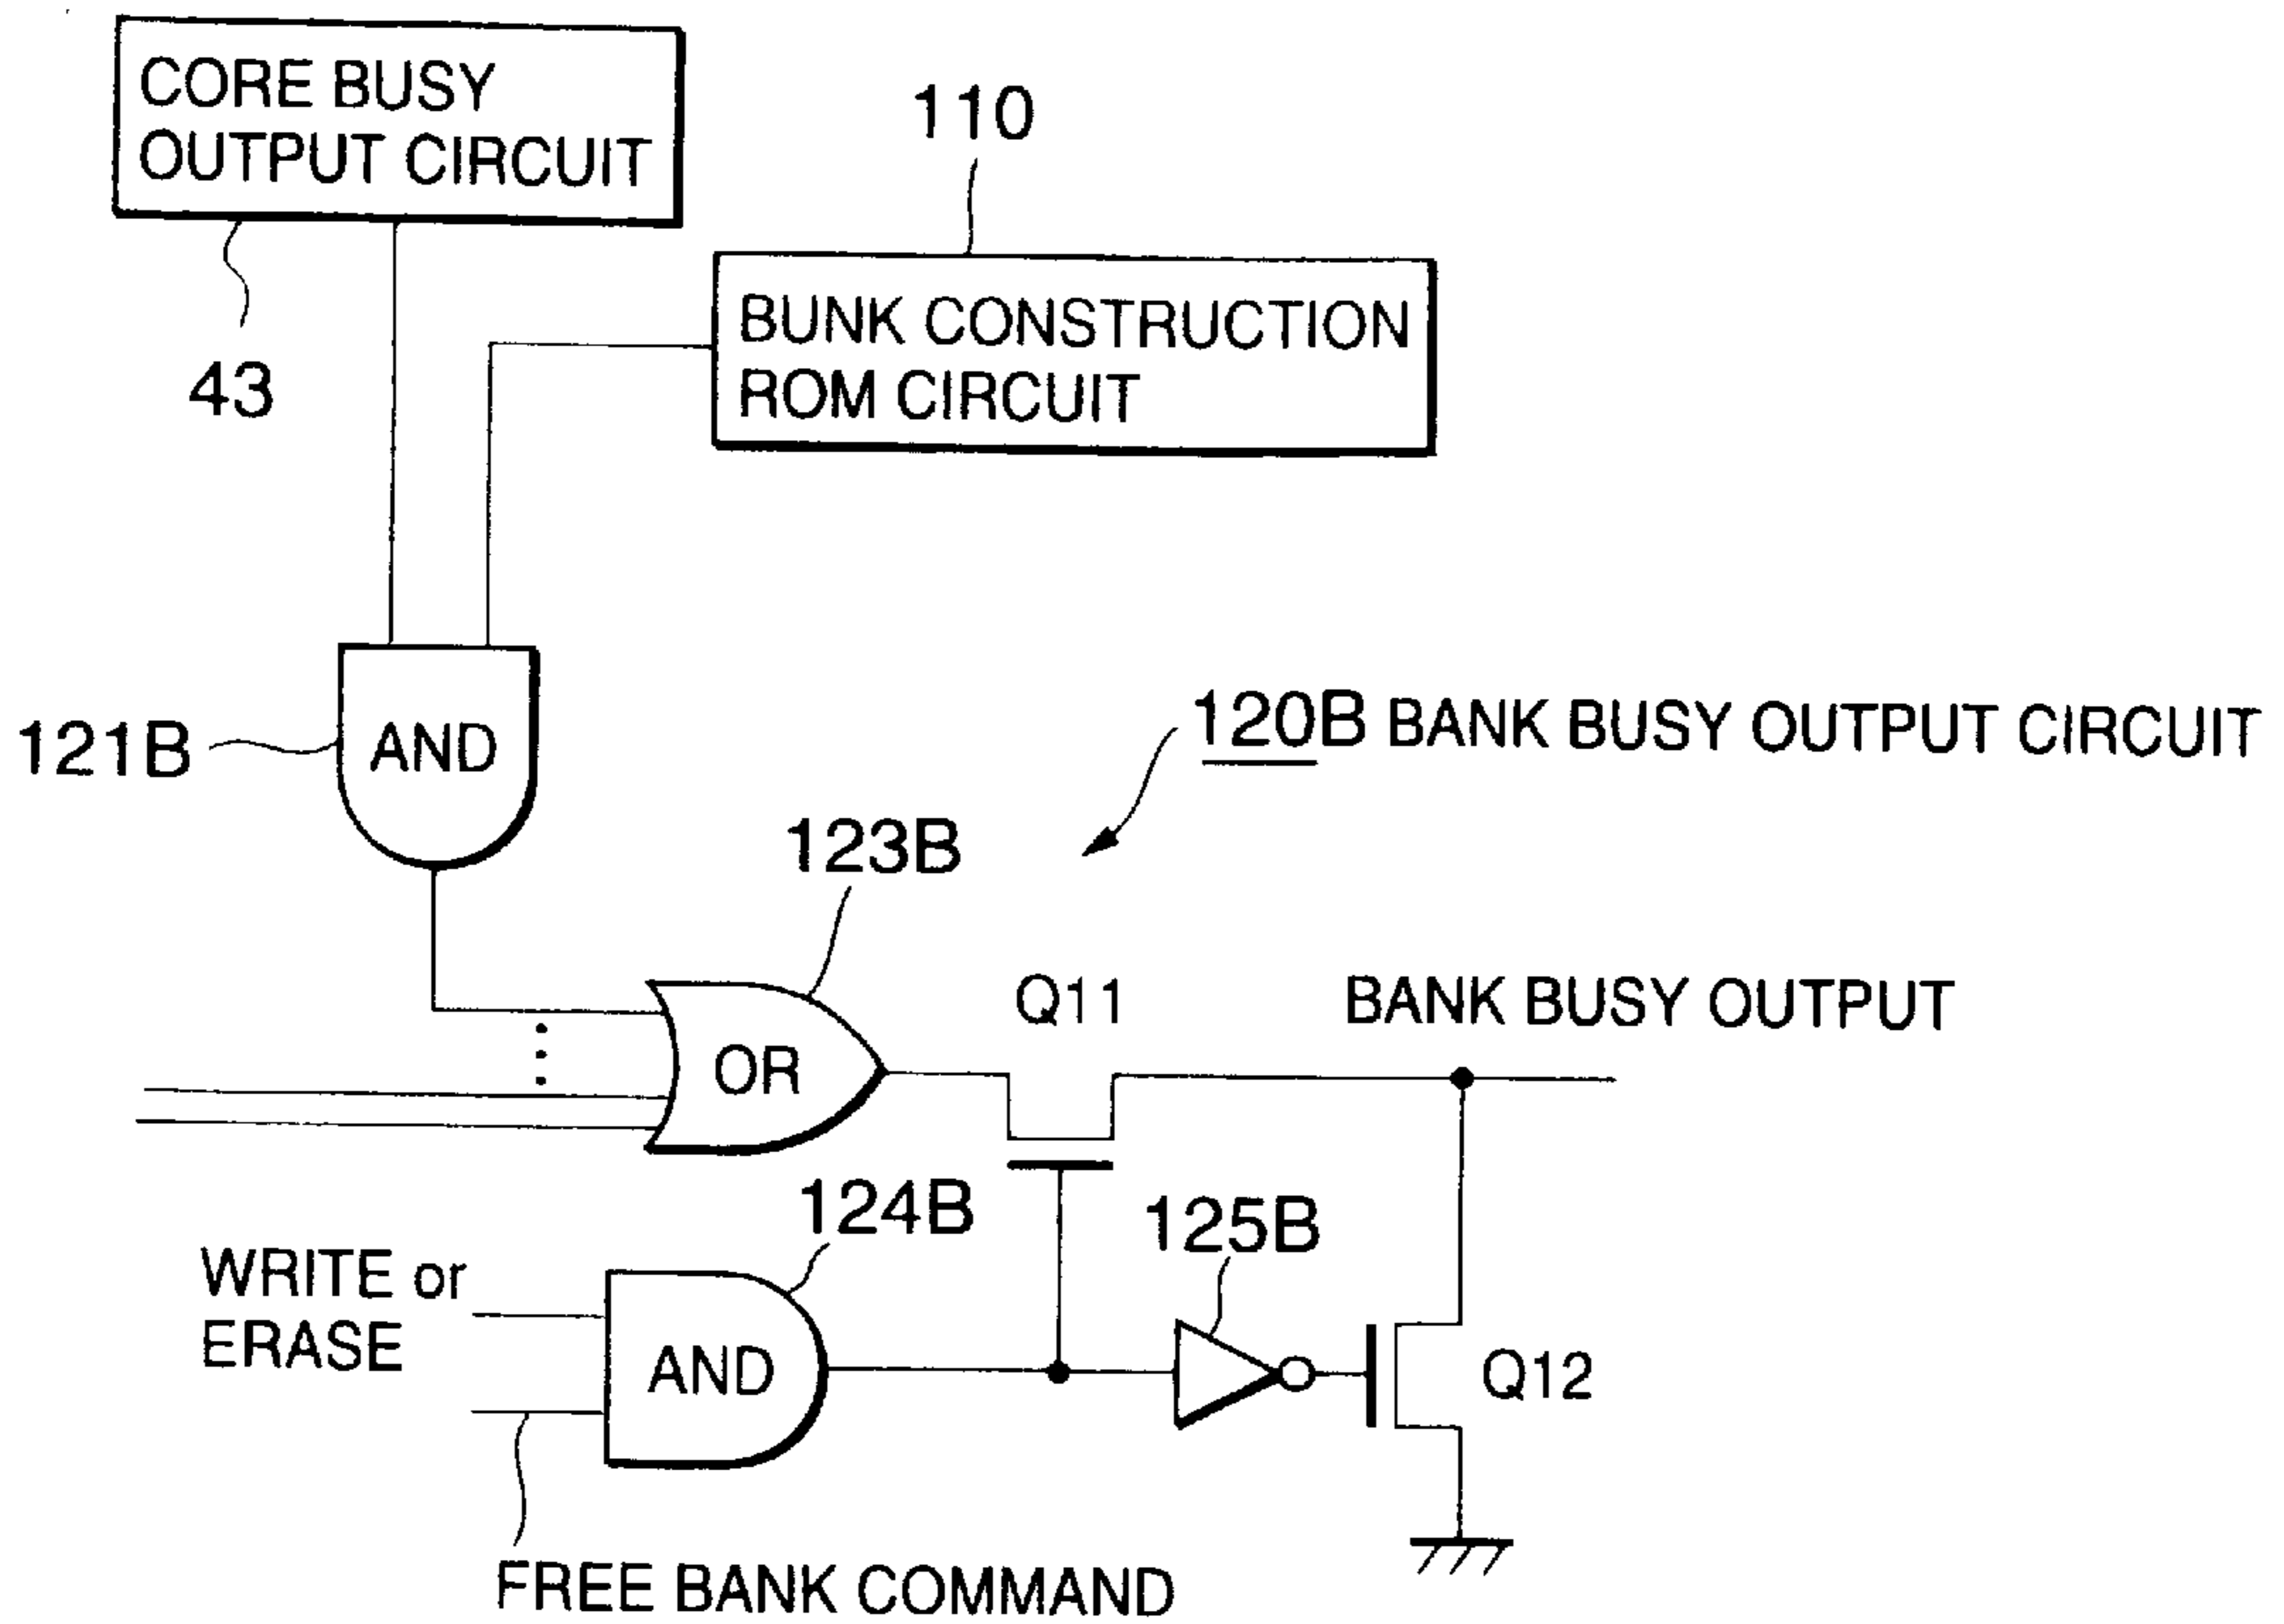 CORE BUSY
OUTPUT CIRCUIT
110
BUNK CONSTRUCTION
ROM CIRCUIT
43
121B
AND
120B BANK BUSY OUTPUT CIRCUIT
123B
Q11
BANK BUSY OUTPUT
OR
124B
125B
WRITE or
ERASE
AND
Q12
FREE BANK COMMAND